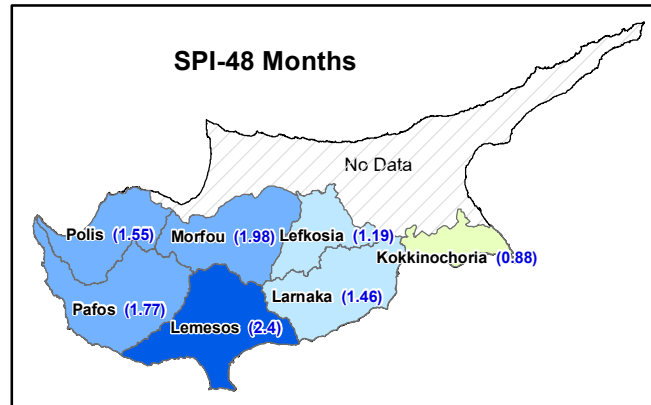 SPI-48 Months
No Data
Polis (1.55)
Morfou (1.98)
Lefkosia (1.19)
Kokkinochoria (0.88)
Pafos (1.77)
Larnaka (1.46)
Lemesos (2.4)